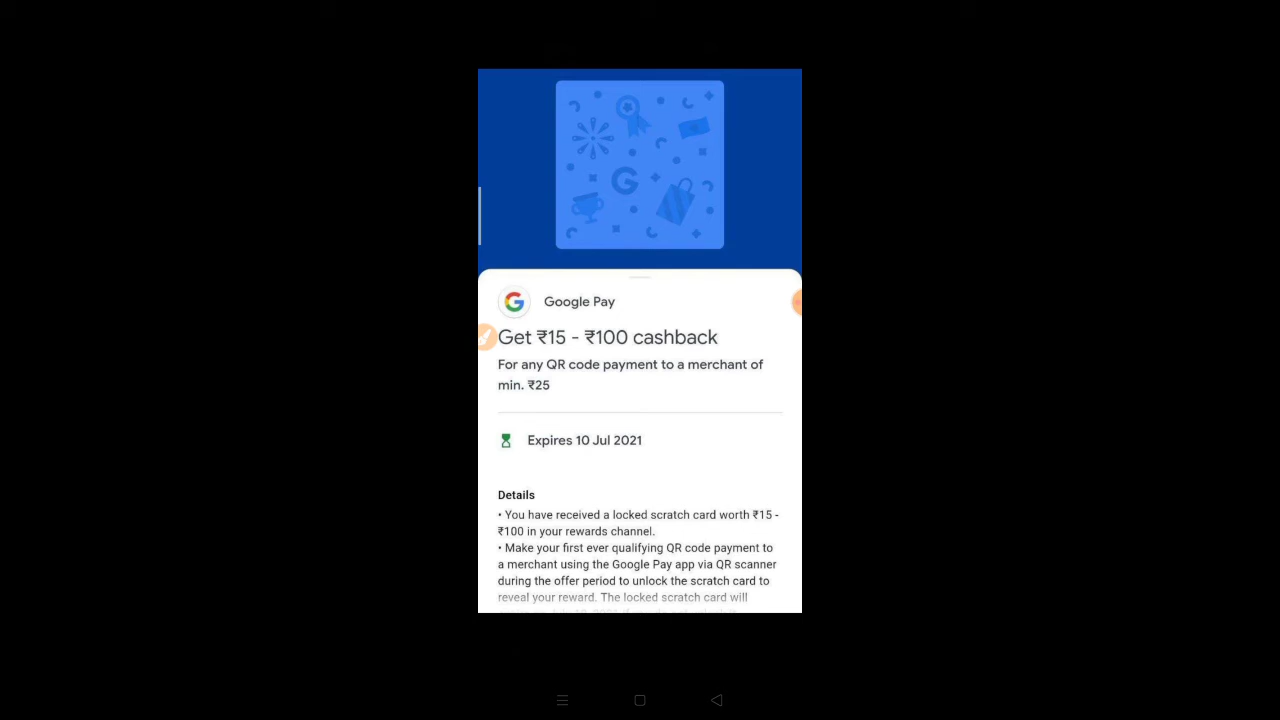 Google Pay
Get ₹15 - ₹100 cashback
For any QR code payment to a merchant of
min. ₹25
Expires 10 Jul 2021
Details
• You have received a locked scratch card worth ₹15 -
₹100 in your rewards channel.
• Make your first ever qualifying QR code payment to
a merchant using the Google Pay app via QR scanner
during the offer period to unlock the scratch card to
reveal your reward. The locked scratch card will